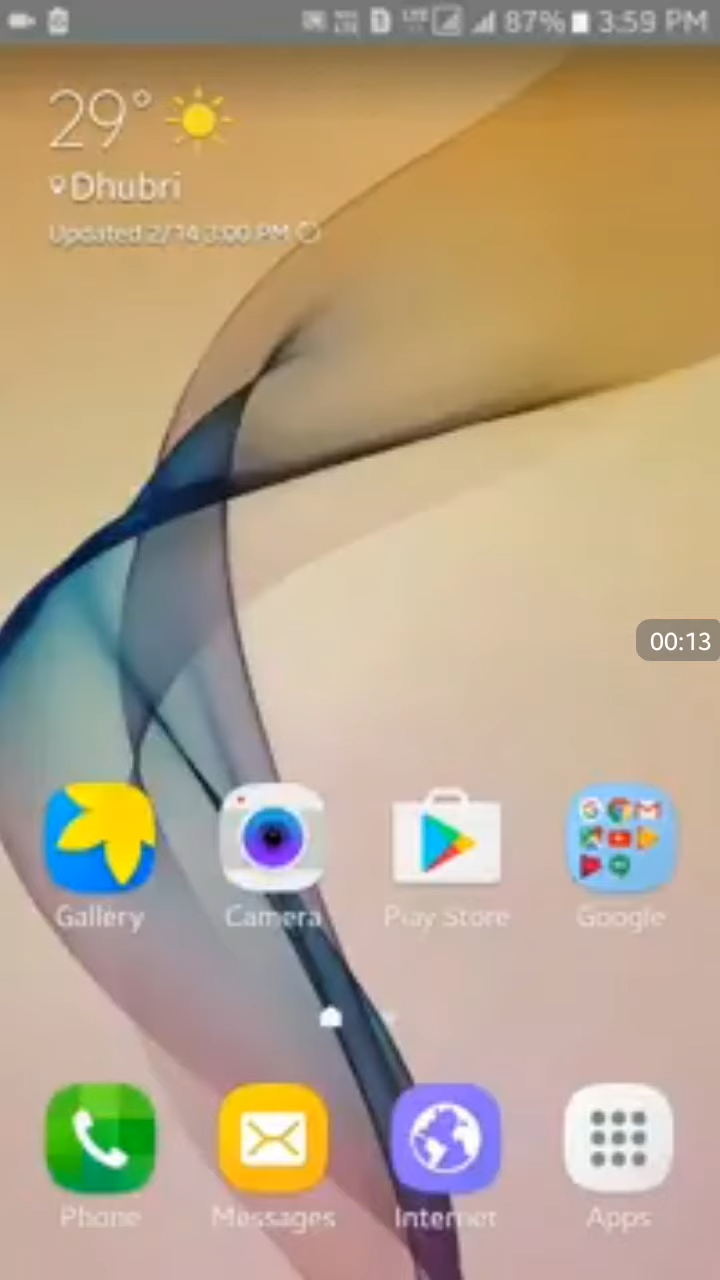 LTE 87% 3:59 PM
29°
Dhubri
Updated 2/14 3:00 PM
00:13
Gallery Camera Play Store Google
Phone Messages Internet Apps